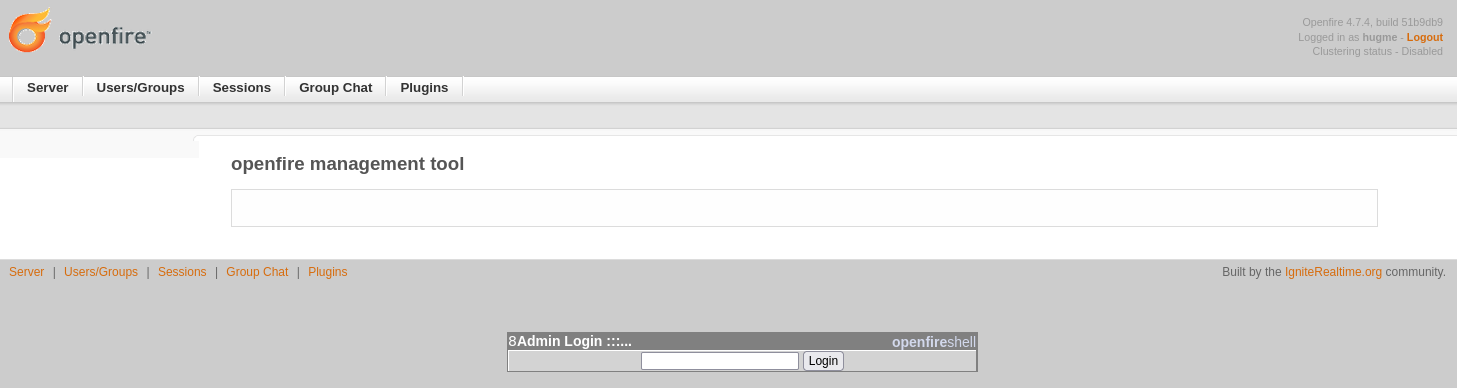 openfire™
Openfire 4.7.4, build 51b9db9
Logged in as hugme - Logout
Clustering status - Disabled
Server Users/Groups Sessions Group Chat Plugins
openfire management tool
Server | Users/Groups | Sessions | Group Chat | Plugins
Built by the IgniteRealtime.org community.
8Admin Login :::... openfireshell
Login